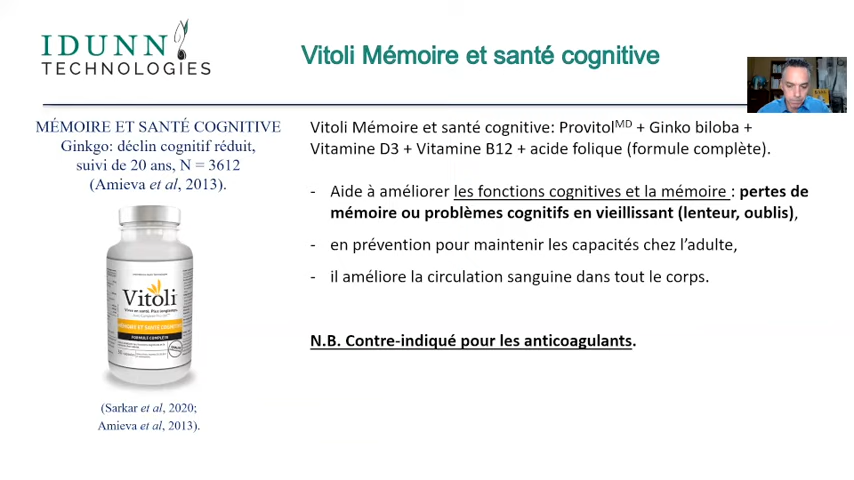 IDUNN
TECHNOLOGIES
Vitoli Mémoire et santé cognitive
MÉMOIRE ET SANTÉ COGNITIVE
Ginkgo: déclin cognitif réduit,
suivi de 20 ans, N = 3612
(Amieva et al, 2013).
Vitoli
MÉMOIRE ET SANTÉ COGNITIVE
FORMULE COMPLÈTE
(Sarkar et al, 2020;
Amieva et al, 2013).
Vitoli Mémoire et santé cognitive: Provitolᴹᴰ + Ginko biloba +
Vitamine D3 + Vitamine B12 + acide folique (formule complète).
- Aide à améliorer les fonctions cognitives et la mémoire : pertes de
mémoire ou problèmes cognitifs en vieillissant (lenteur, oublis),
- en prévention pour maintenir les capacités chez l'adulte,
- il améliore la circulation sanguine dans tout le corps.
N.B. Contre-indiqué pour les anticoagulants.